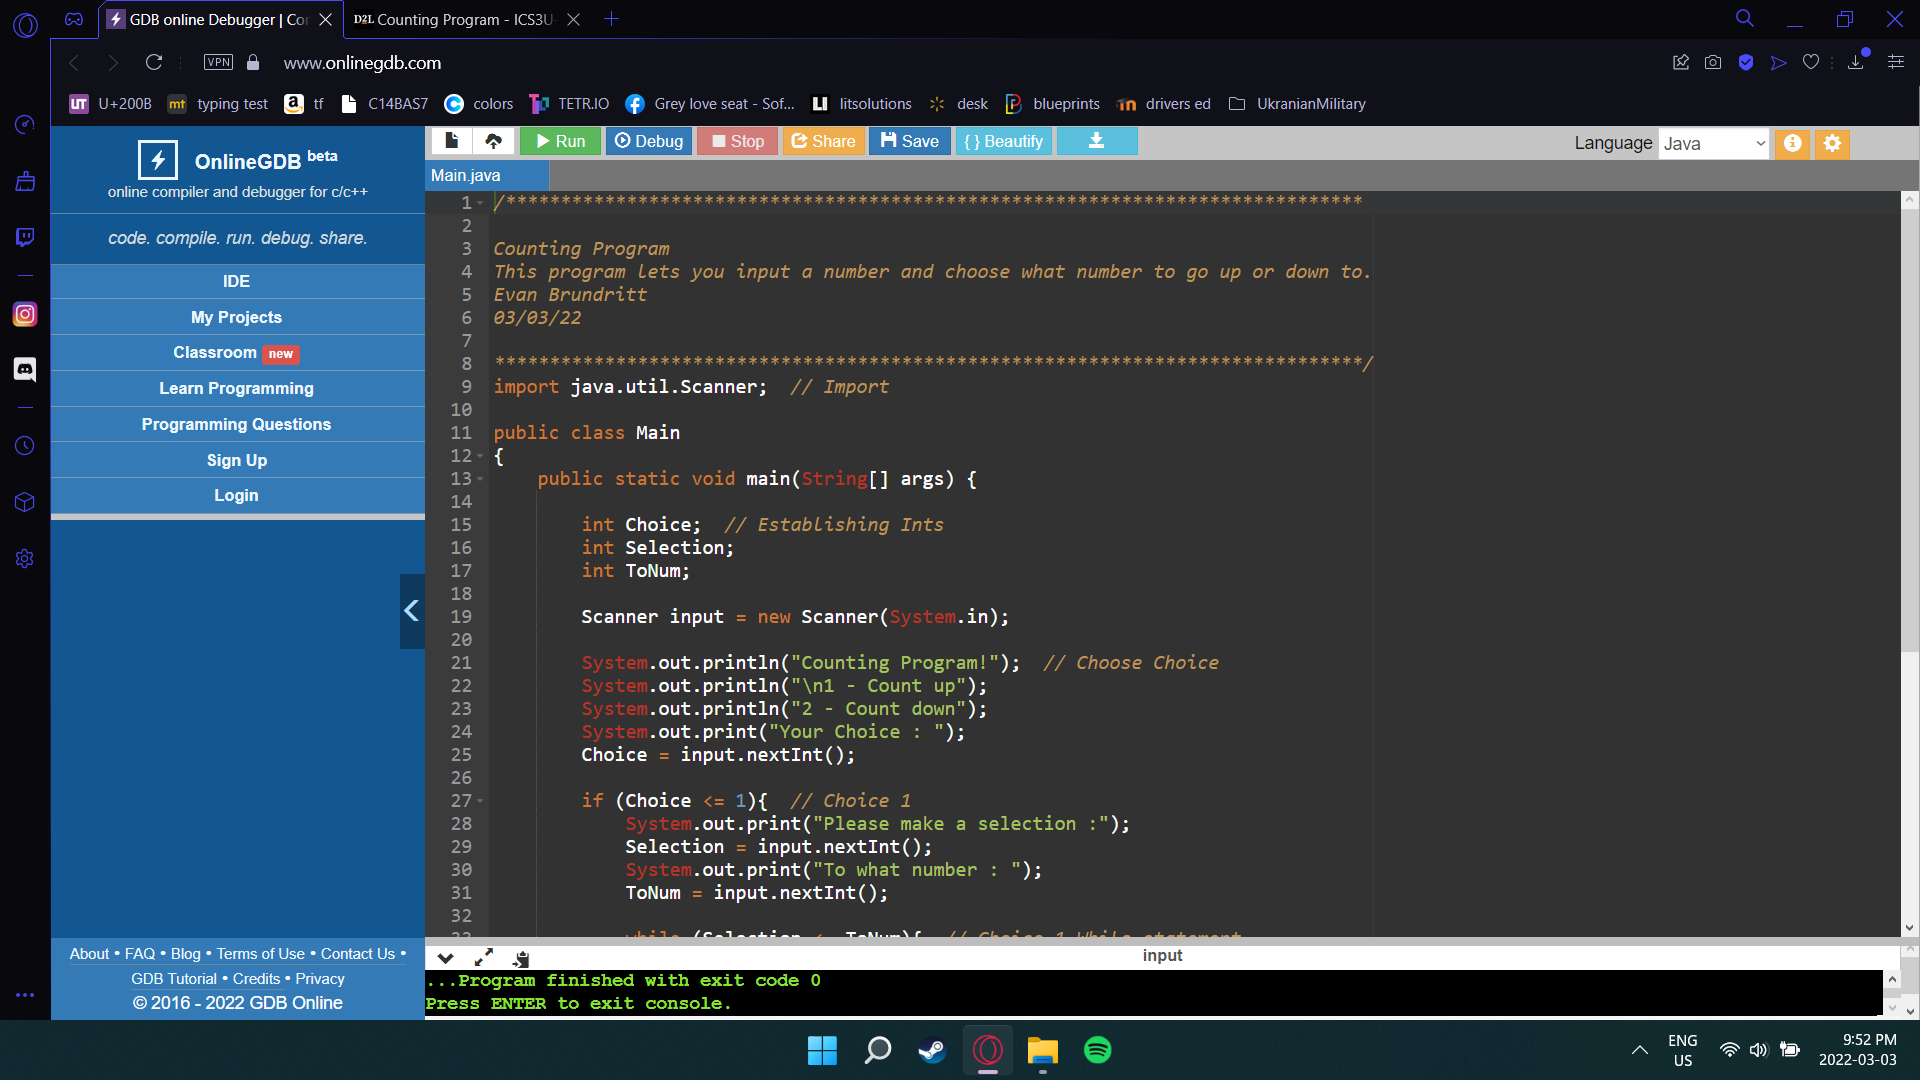 GDB online Debugger | Cor
D2L Counting Program - ICS3U-
VPN
www.onlinegdb.com
UT U+200B
mt typing test
a tf
C14BAS7
C colors
TETR.IO
Grey love seat - Sof...
LI litsolutions
desk
blueprints
drivers ed
UkranianMilitary
OnlineGDB beta
online compiler and debugger for c/c++
code. compile. run. debug. share.
IDE
My Projects
Classroom new
Learn Programming
Programming Questions
Sign Up
Login
About • FAQ • Blog • Terms of Use • Contact Us •
GDB Tutorial • Credits • Privacy
© 2016 - 2022 GDB Online
Run
Debug
Stop
Share
Save
{ } Beautify
Language Java
Main.java
1 /******************************************************************************
2
3 Counting Program
4 This program lets you input a number and choose what number to go up or down to.
5 Evan Brundritt
6 03/03/22
7
8 *******************************************************************************/
9 import java.util.Scanner;  // Import
10
11 public class Main
12 {
13 public static void main(String[] args) {
14
15 int Choice;  // Establishing Ints
16 int Selection;
17 int ToNum;
18
19 Scanner input = new Scanner(System.in);
20
21 System.out.println("Counting Program!");  // Choose Choice
22 System.out.println("\n1 - Count up");
23 System.out.println("2 - Count down");
24 System.out.print("Your Choice : ");
25 Choice = input.nextInt();
26
27 if (Choice <= 1){  // Choice 1
28 System.out.print("Please make a selection :");
29 Selection = input.nextInt();
30 System.out.print("To what number : ");
31 ToNum = input.nextInt();
32
33 while (Selection <= ToNum){  // Choice 1 While statement
input
...Program finished with exit code 0
Press ENTER to exit console.
ENG
US
9:52 PM
2022-03-03